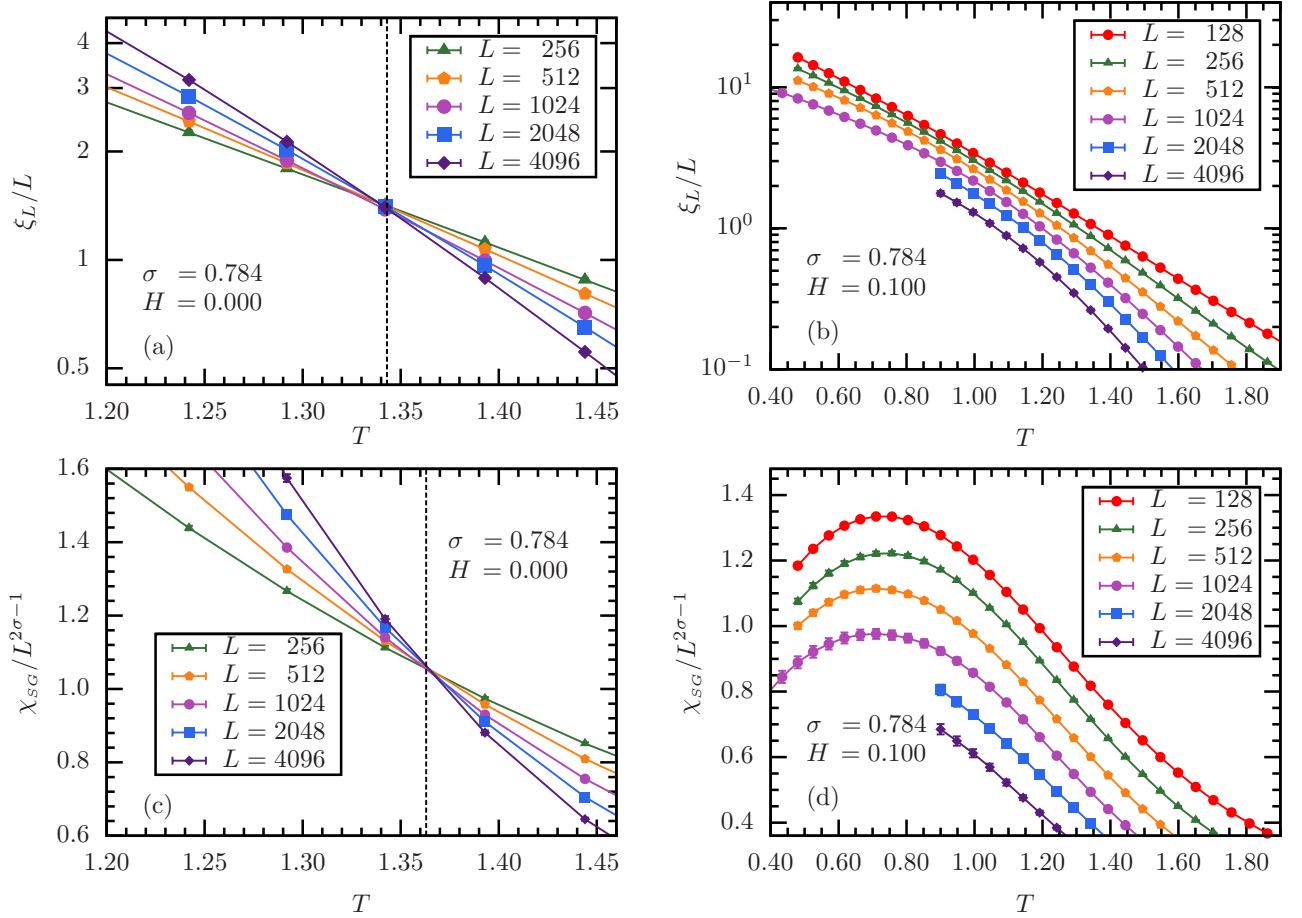 4
3
2
1
0.5
ξ_L/L
L = 256
L = 512
L = 1024
L = 2048
L = 4096
σ = 0.784
H = 0.000
(a)
1.20 1.25 1.30 1.35 1.40 1.45
T
10^1
10^0
10^−1
ξ_L/L
L = 128
L = 256
L = 512
L = 1024
L = 2048
L = 4096
σ = 0.784
H = 0.100
(b)
0.40 0.60 0.80 1.00 1.20 1.40 1.60 1.80
T
1.6
1.4
1.2
1.0
0.8
0.6
χ_SG/L^{2σ−1}
σ = 0.784
H = 0.000
L = 256
L = 512
L = 1024
L = 2048
L = 4096
(c)
1.20 1.25 1.30 1.35 1.40 1.45
T
1.4
1.2
1.0
0.8
0.6
0.4
χ_SG/L^{2σ−1}
L = 128
L = 256
L = 512
L = 1024
L = 2048
L = 4096
σ = 0.784
H = 0.100
(d)
0.40 0.60 0.80 1.00 1.20 1.40 1.60 1.80
T